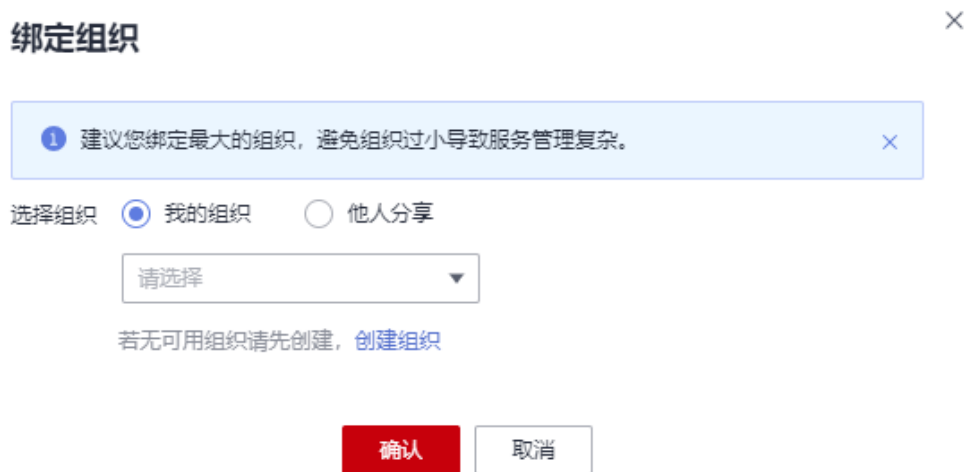 绑定组织
建议您绑定最大的组织，避免组织过小导致服务管理复杂。
选择组织 我的组织 他人分享
请选择
若无可用组织请先创建，创建组织
确认 取消